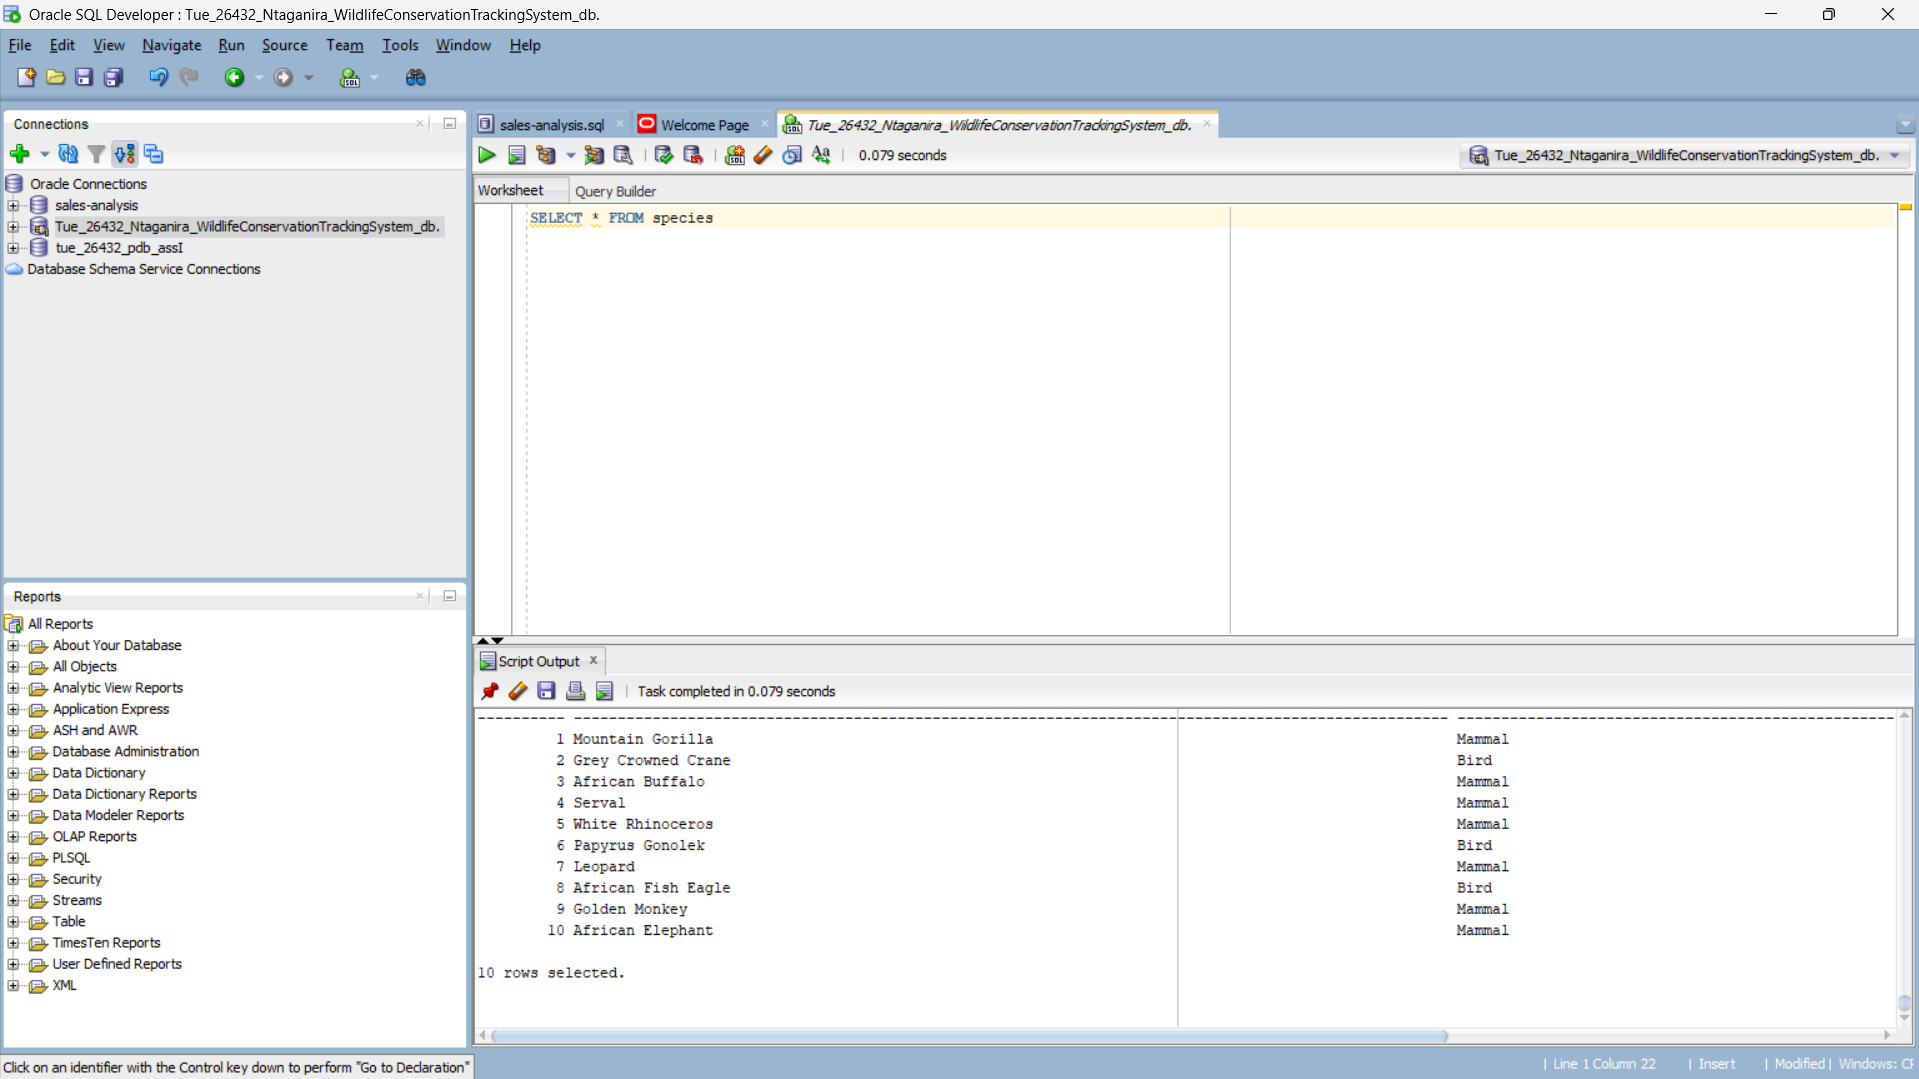 Oracle SQL Developer : Tue_26432_Ntaganira_WildlifeConservationTrackingSystem_db.
File Edit View Navigate Run Source Team Tools Window Help
Connections
Oracle Connections
sales-analysis
Tue_26432_Ntaganira_WildlifeConservationTrackingSystem_db.
tue_26432_pdb_assI
Database Schema Service Connections
Reports
All Reports
About Your Database
All Objects
Analytic View Reports
Application Express
ASH and AWR
Database Administration
Data Dictionary
Data Dictionary Reports
Data Modeler Reports
OLAP Reports
PLSQL
Security
Streams
Table
TimesTen Reports
User Defined Reports
XML
sales-analysis.sql Welcome Page Tue_26432_Ntaganira_WildlifeConservationTrackingSystem_db.
0.079 seconds Tue_26432_Ntaganira_WildlifeConservationTrackingSystem_db.
Worksheet Query Builder
SELECT * FROM species
Script Output
Task completed in 0.079 seconds
1 Mountain Gorilla Mammal
2 Grey Crowned Crane Bird
3 African Buffalo Mammal
4 Serval Mammal
5 White Rhinoceros Mammal
6 Papyrus Gonolek Bird
7 Leopard Mammal
8 African Fish Eagle Bird
9 Golden Monkey Mammal
10 African Elephant Mammal
10 rows selected.
Click on an identifier with the Control key down to perform "Go to Declaration"
Line 1 Column 22 | Insert | Modified | Windows: